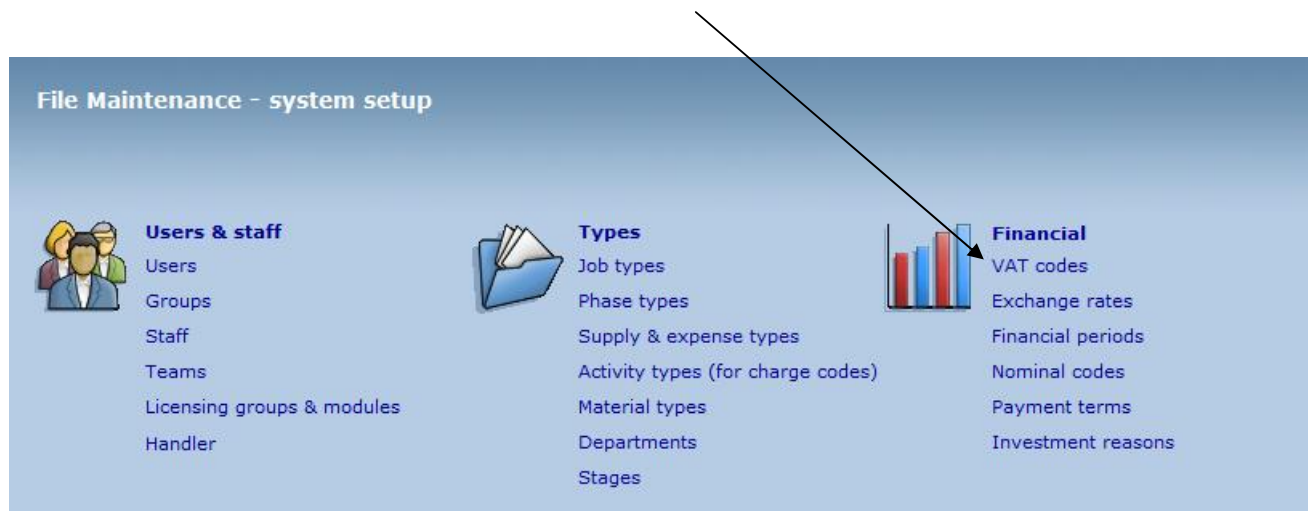 File Maintenance - system setup
Users & staff
Users
Groups
Staff
Teams
Licensing groups & modules
Handler
Types
Job types
Phase types
Supply & expense types
Activity types (for charge codes)
Material types
Departments
Stages
Financial
VAT codes
Exchange rates
Financial periods
Nominal codes
Payment terms
Investment reasons